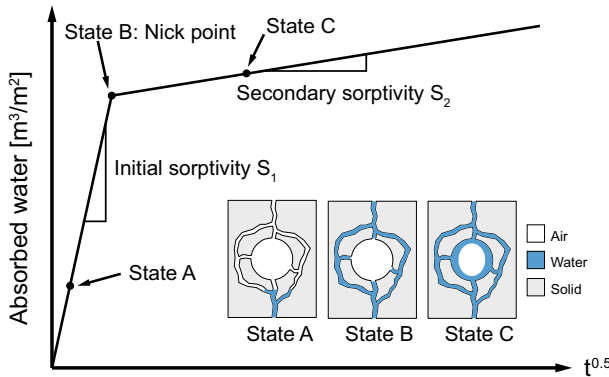 State B: Nick point
State C
Absorbed water [m³/m²]
Secondary sorptivity S₂
Initial sorptivity S₁
State A
Air
Water
Solid
State A
State B
State C
t⁰·⁵